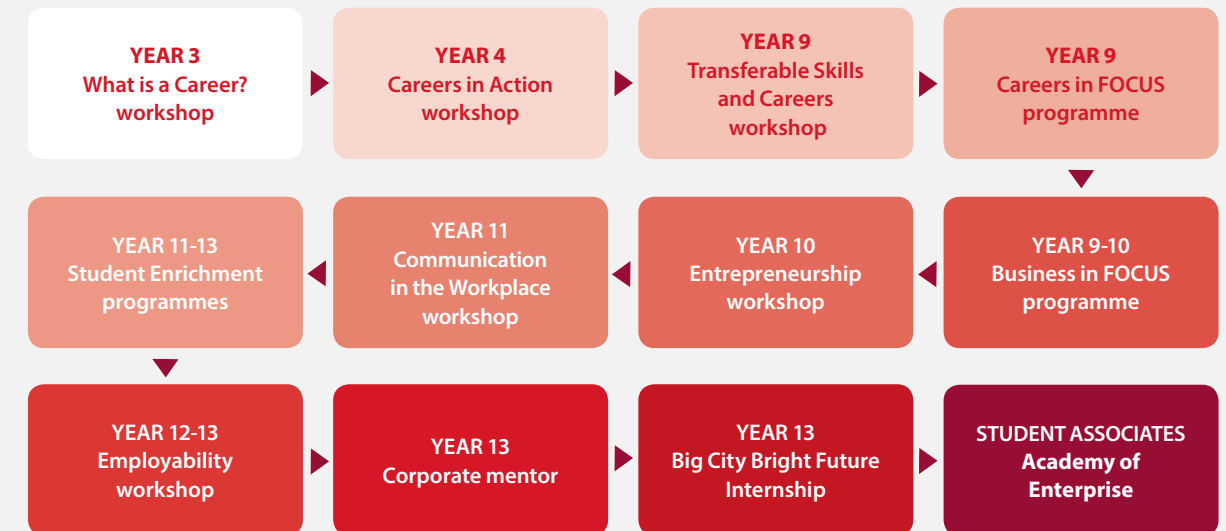 YEAR 3
What is a Career?
workshop
YEAR 4
Careers in Action
workshop
YEAR 9
Transferable Skills
and Careers
workshop
YEAR 9
Careers in FOCUS
programme
YEAR 9-10
Business in FOCUS
programme
YEAR 10
Entrepreneurship
workshop
YEAR 11
Communication
in the Workplace
workshop
YEAR 11-13
Student Enrichment
programmes
YEAR 12-13
Employability
workshop
YEAR 13
Corporate mentor
YEAR 13
Big City Bright Future
Internship
STUDENT ASSOCIATES
Academy of
Enterprise